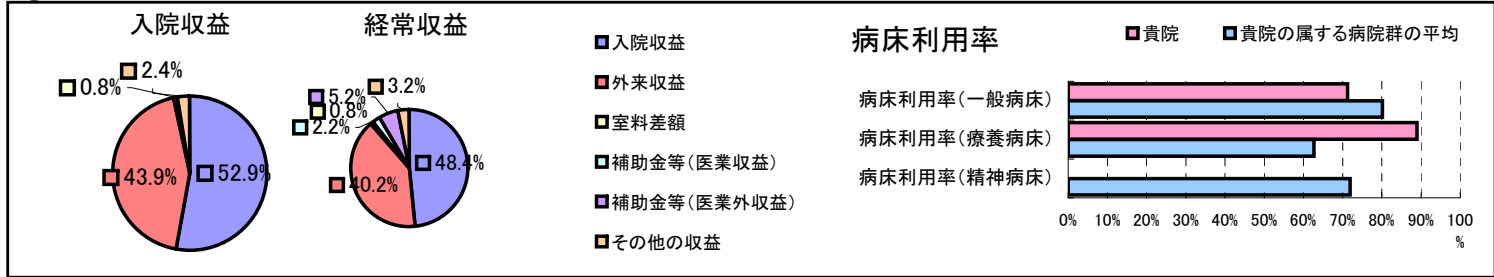 入院収益
2.4%
0.8%
43.9%
52.9%
経常収益
3.2%
5.2%
0.8%
2.2%
48.4%
40.2%
入院収益
外来収益
室料差額
補助金等(医業収益)
補助金等(医業外収益)
その他の収益
病床利用率
貴院
貴院の属する病院群の平均
病床利用率(一般病床)
病床利用率(療養病床)
病床利用率(精神病床)
0% 10% 20% 30% 40% 50% 60% 70% 80% 90% 100
%